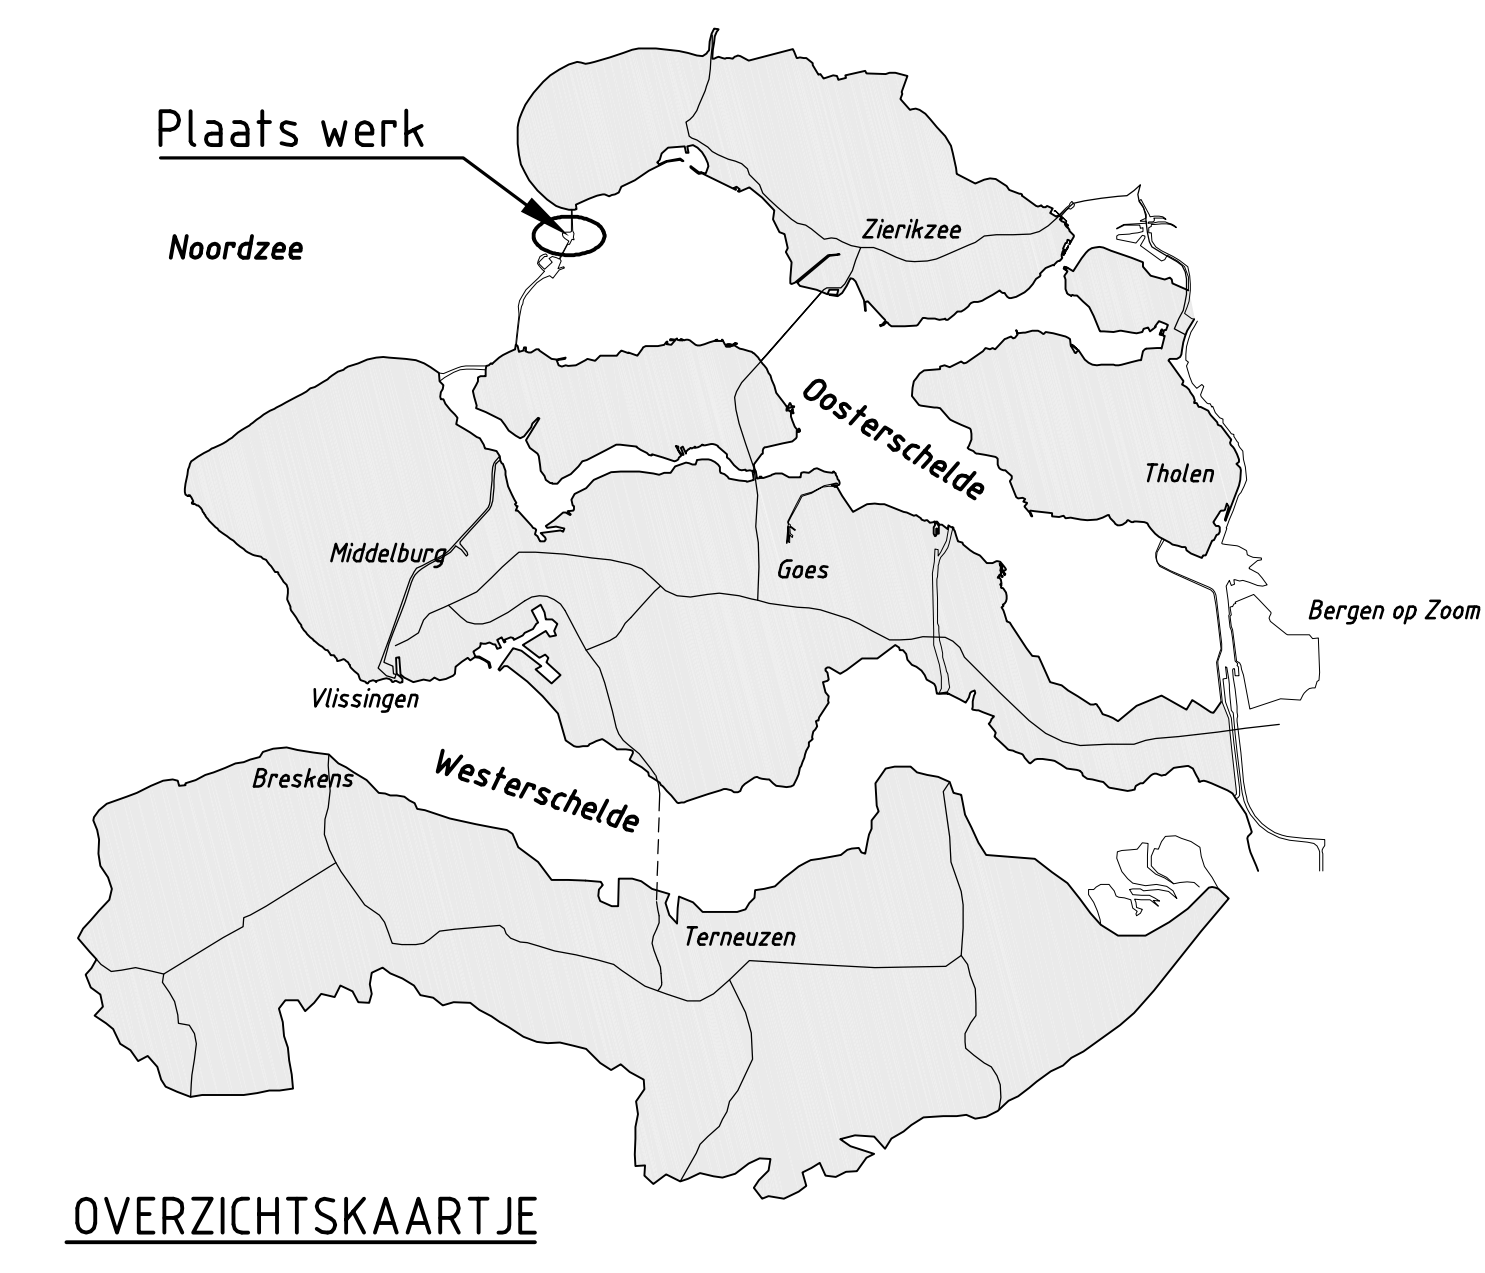 Plaats werk
Noordzee
Zierikzee
Oosterschelde
Tholen
Middelburg
Goes
Bergen op Zoom
Vlissingen
Westerschelde
Breskens
Terneuzen
OVERZICHTSKAARTJE